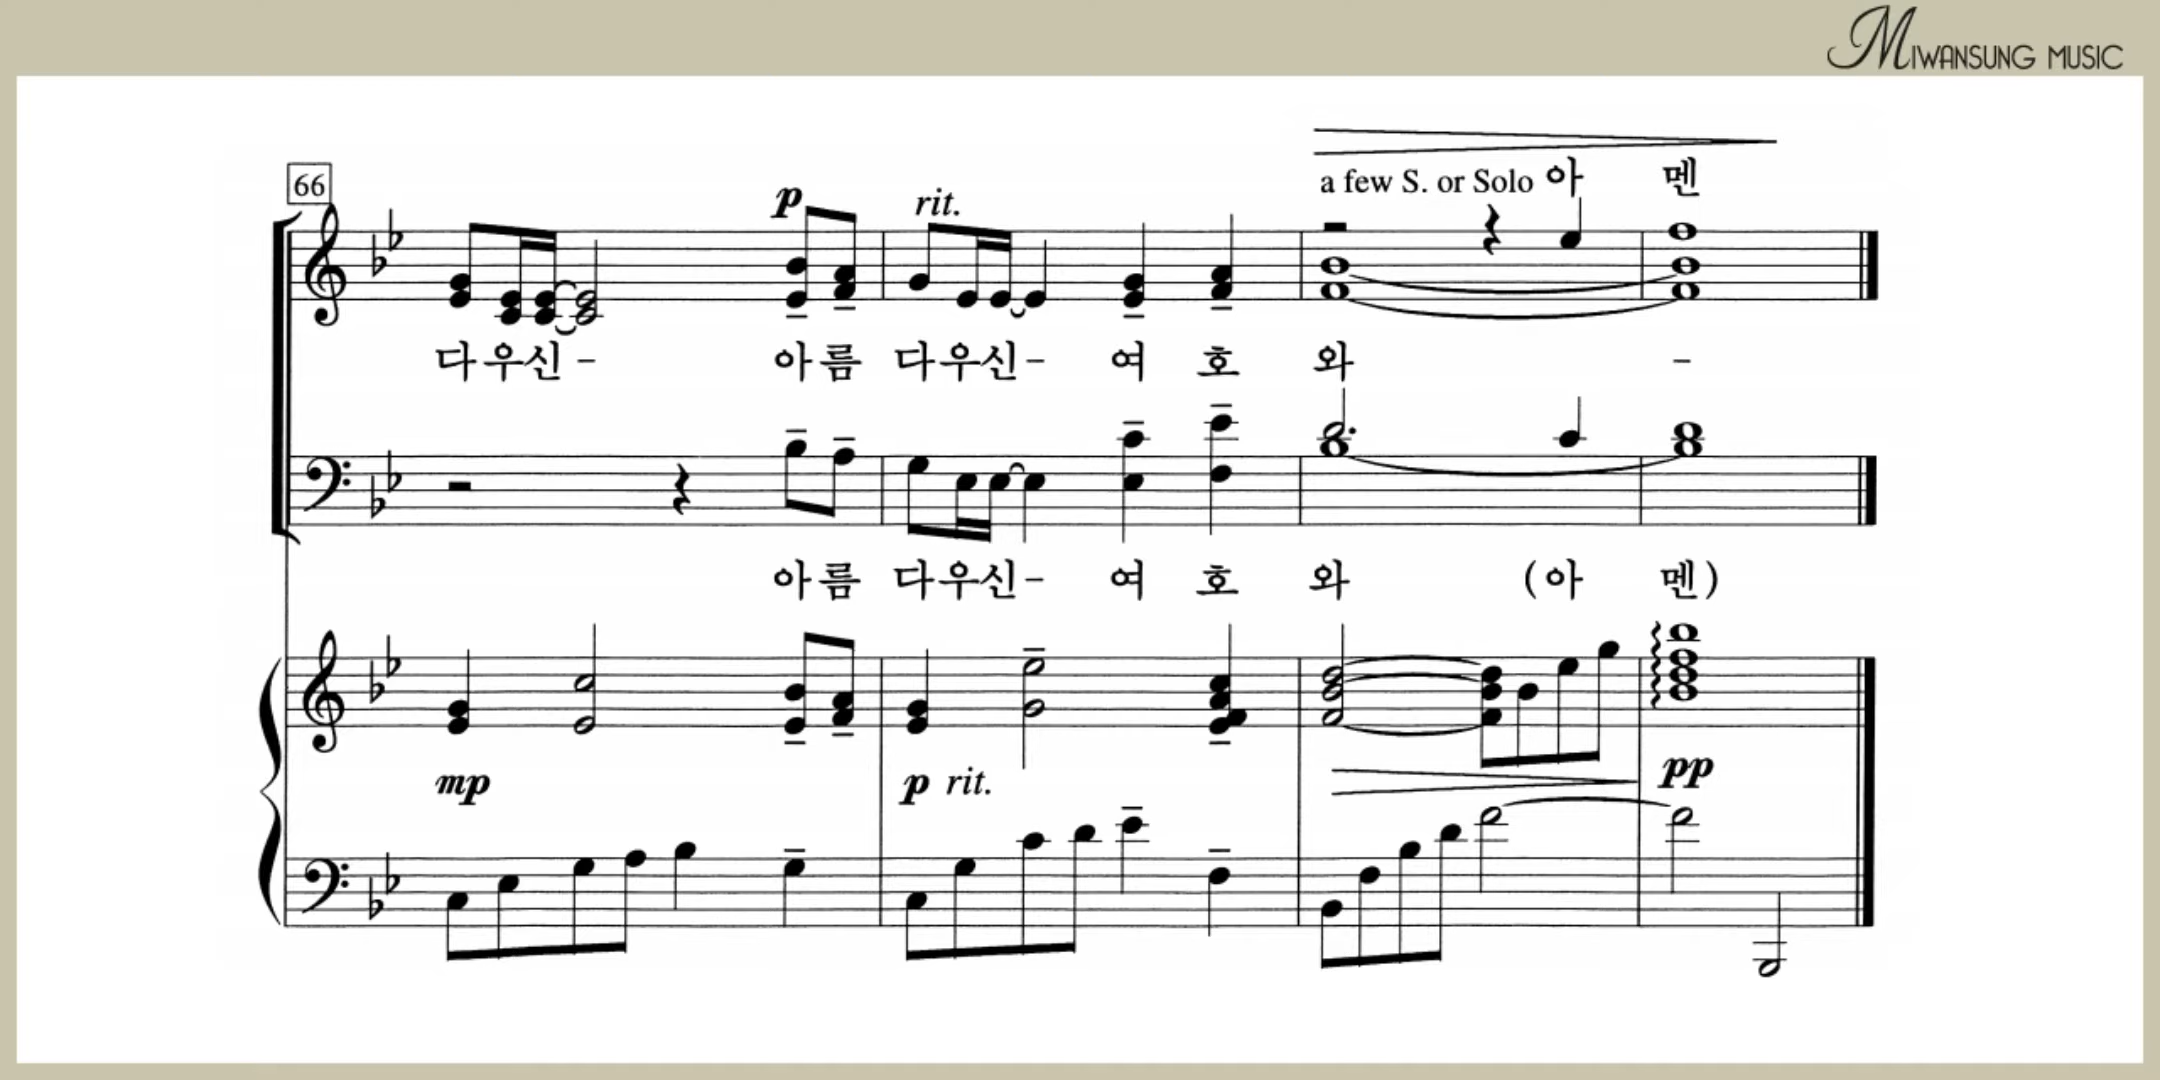 MIWANSUNG MUSIC
66
p rit. a few S. or Solo 아 멘
다우신- 아름 다우신- 여 호 와 -
아름 다우신- 여 호 와 (아 멘)
mp p rit. pp